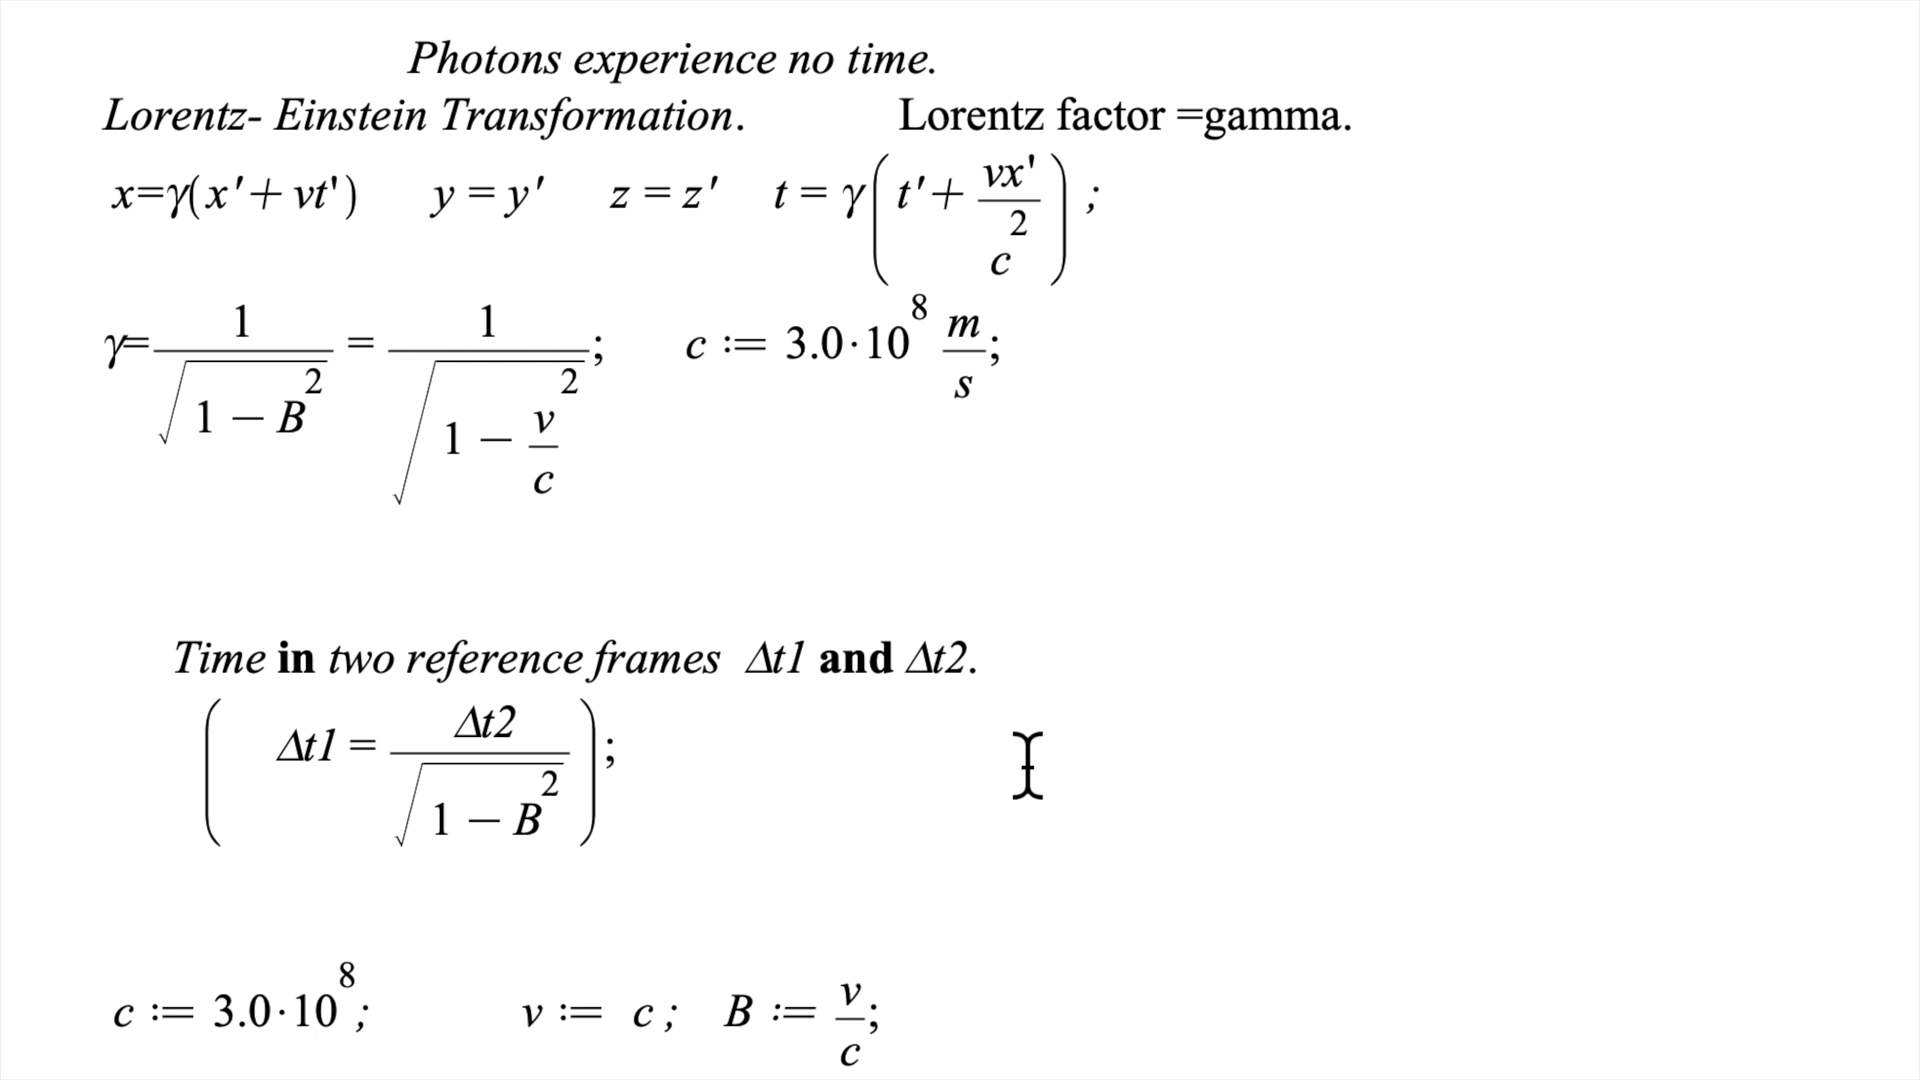 Photons experience no time.
Lorentz- Einstein Transformation. Lorentz factor =gamma.
x=γ(x′+ vt') y = y′ z = z′ t = γ( t′+ vx'/c^2 ) ;
γ= 1/√(1 − B^2) = 1/√(1 − v/c^2); c := 3.0·10^8 m/s;
Time in two reference frames Δt1 and Δt2.
( Δt1 = Δt2/√(1 − B^2) );
c := 3.0·10^8; v := c; B := v/c;